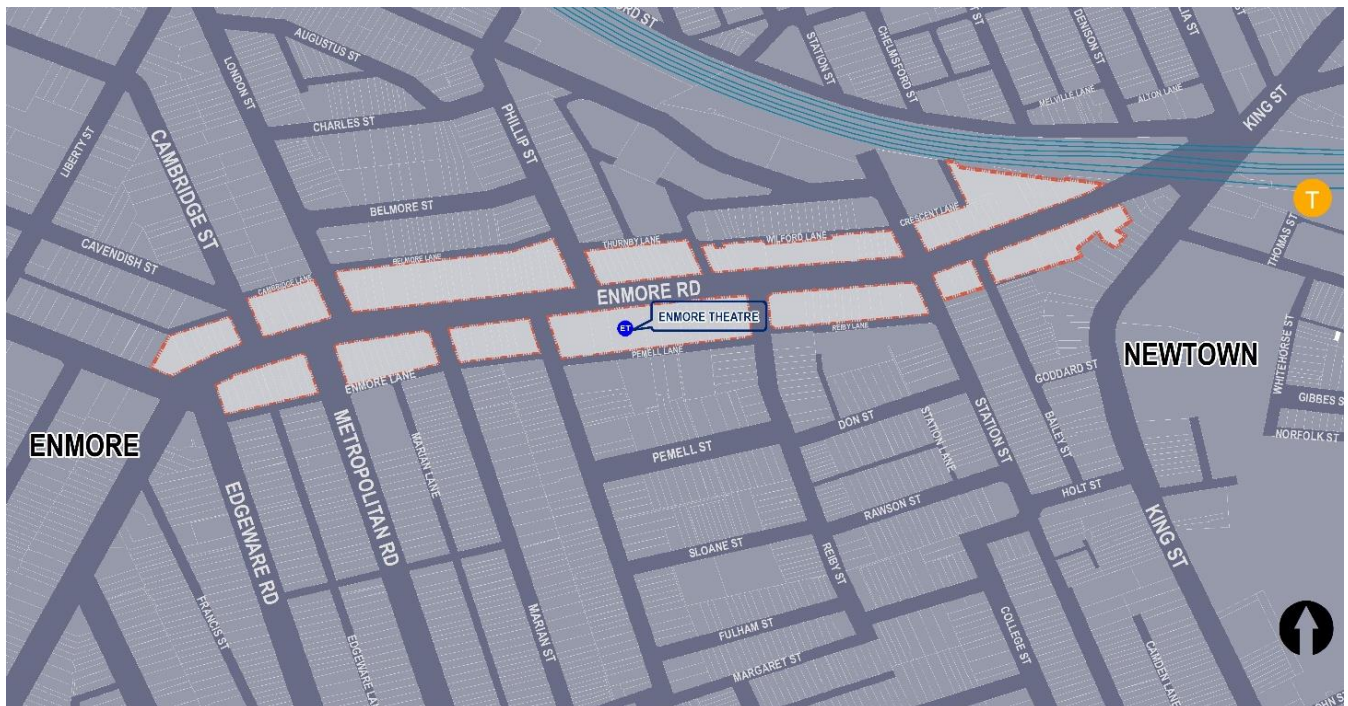 AUGUSTUS ST
STATION ST
CHELMSFORD ST
DENISON ST
LONDON ST
MELVILLE LANE
ALTON LANE
KING ST
CHARLES ST
PHILLIP ST
LIBERTY ST
CAMBRIDGE ST
T
BELMORE ST
CRESCENT LANE
THOMAS ST
CAVENDISH ST
BELMORE LANE
THURNBY LANE
WILFORD LANE
CAMBRIDGE LANE
ENMORE RD
ENMORE THEATRE
ET
REIBY LANE
PEMELL LANE
NEWTOWN
WHITEHORSE ST
ENMORE LANE
GODDARD ST
GIBBES S
ENMORE
METROPOLITAN RD
MARIAN LANE
DON ST
STATION LANE
STATION ST
BAILEY ST
NORFOLK ST
PEMELL ST
EDGEWARE RD
HOLT ST
RAWSON ST
SLOANE ST
REIBY ST
KING ST
FRANCIS ST
MARIAN ST
FULHAM ST
COLLEGE ST
EDGEWARE LA
MARGARET ST
CAMDEN LANE